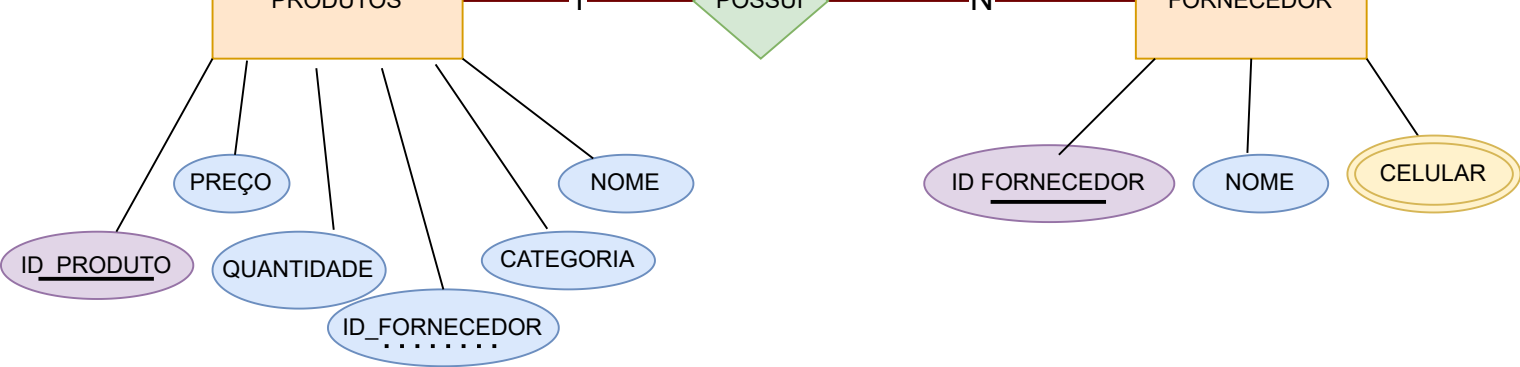 PRODUTOS
1
POSSUI
N
FORNECEDOR
PREÇO
NOME
ID FORNECEDOR
NOME
CELULAR
ID_PRODUTO
QUANTIDADE
CATEGORIA
ID_FORNECEDOR